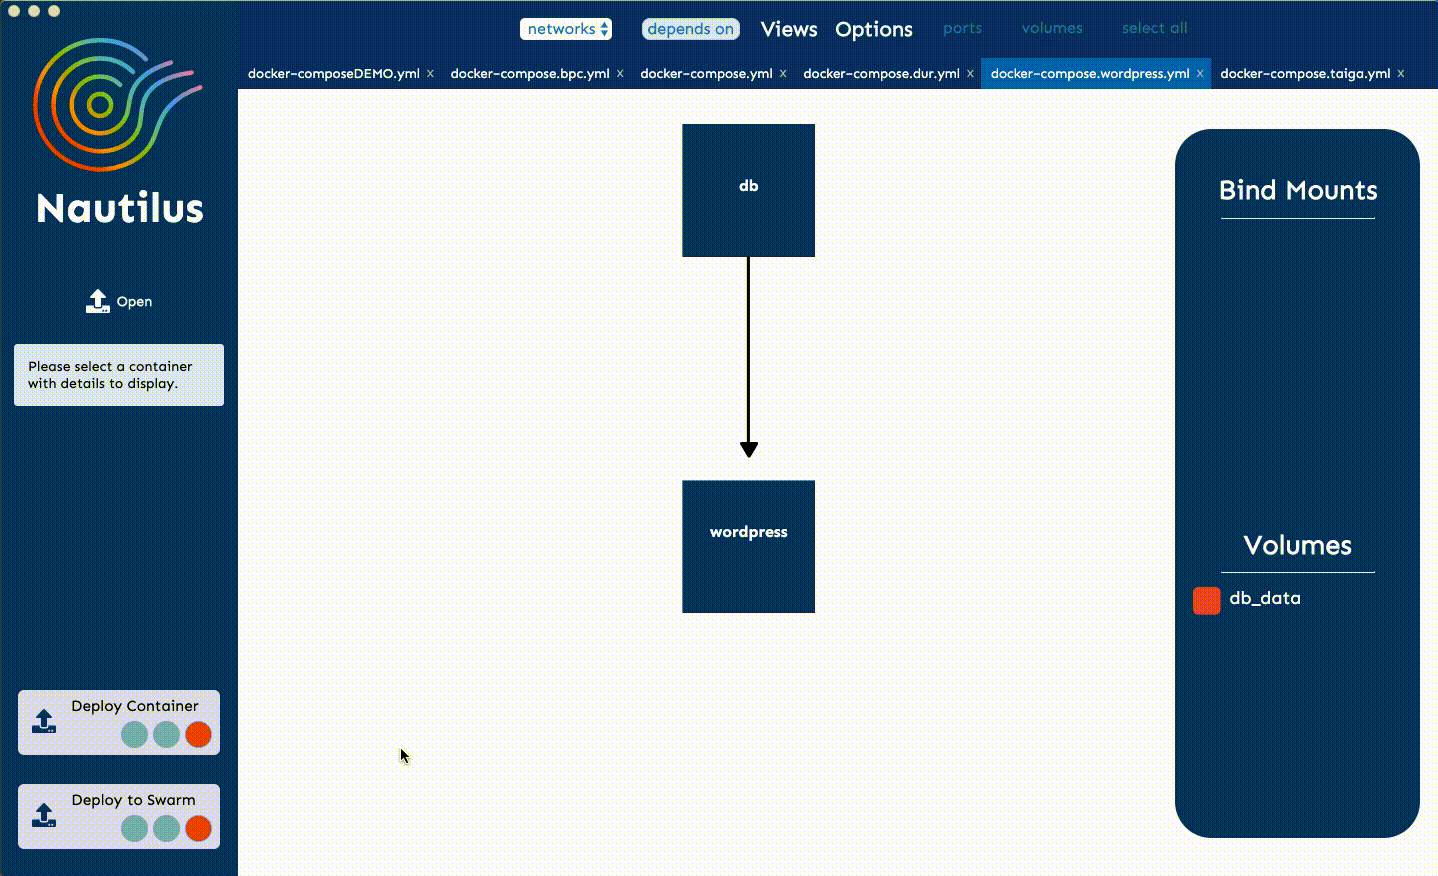 networks depends on Views Options ports volumes select all
docker-composeDEMO.yml x docker-compose.bpc.yml x docker-compose.yml x docker-compose.dur.yml x docker-compose.wordpress.yml x docker-compose.taiga.yml x
Nautilus
Open
Please select a container
with details to display.
Deploy Container
Deploy to Swarm
db
wordpress
Bind Mounts
Volumes
db_data